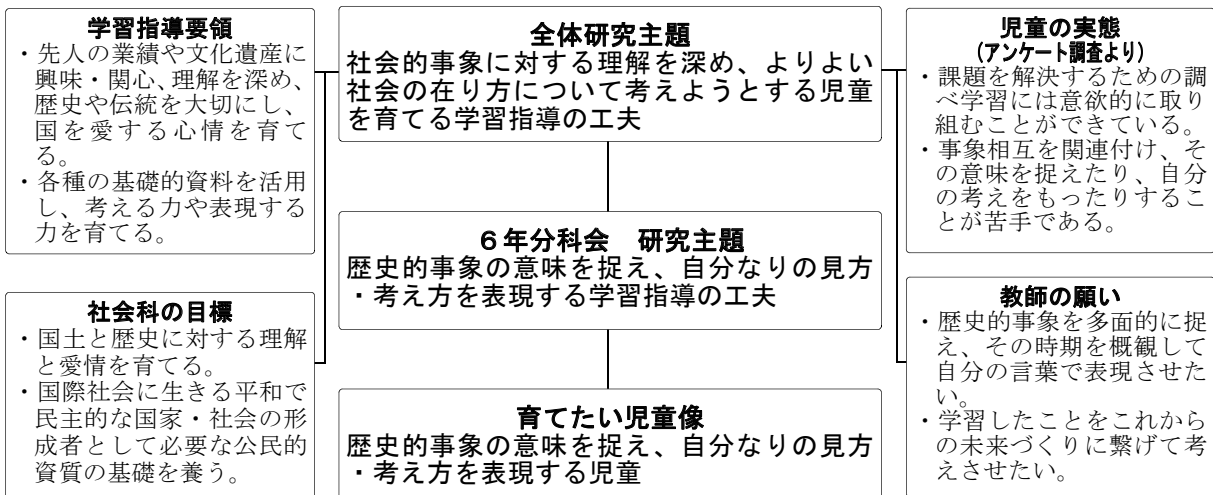 学習指導要領
・先人の業績や文化遺産に
興味・関心、理解を深め、
歴史や伝統を大切にし、
国を愛する心情を育て
る。
・各種の基礎的資料を活用
し、考える力や表現する
力を育てる。
社会科の目標
・国土と歴史に対する理解
と愛情を育てる。
・国際社会に生きる平和で
民主的な国家・社会の形
成者として必要な公民的
資質の基礎を養う。
全体研究主題
社会的事象に対する理解を深め、よりよい
社会の在り方について考えようとする児童
を育てる学習指導の工夫
6年分科会 研究主題
歴史的事象の意味を捉え、自分なりの見方
・考え方を表現する学習指導の工夫
育てたい児童像
歴史的事象の意味を捉え、自分なりの見方
・考え方を表現する児童
児童の実態
(アンケート調査より)
・課題を解決するための調
べ学習には意欲的に取り
組むことができている。
・事象相互を関連付け、そ
の意味を捉えたり、自分
の考えをもったりするこ
とが苦手である。
教師の願い
・歴史的事象を多面的に捉
え、その時期を概観して
自分の言葉で表現させた
い。
・学習したことをこれから
の未来づくりに繋げて考
えさせたい。